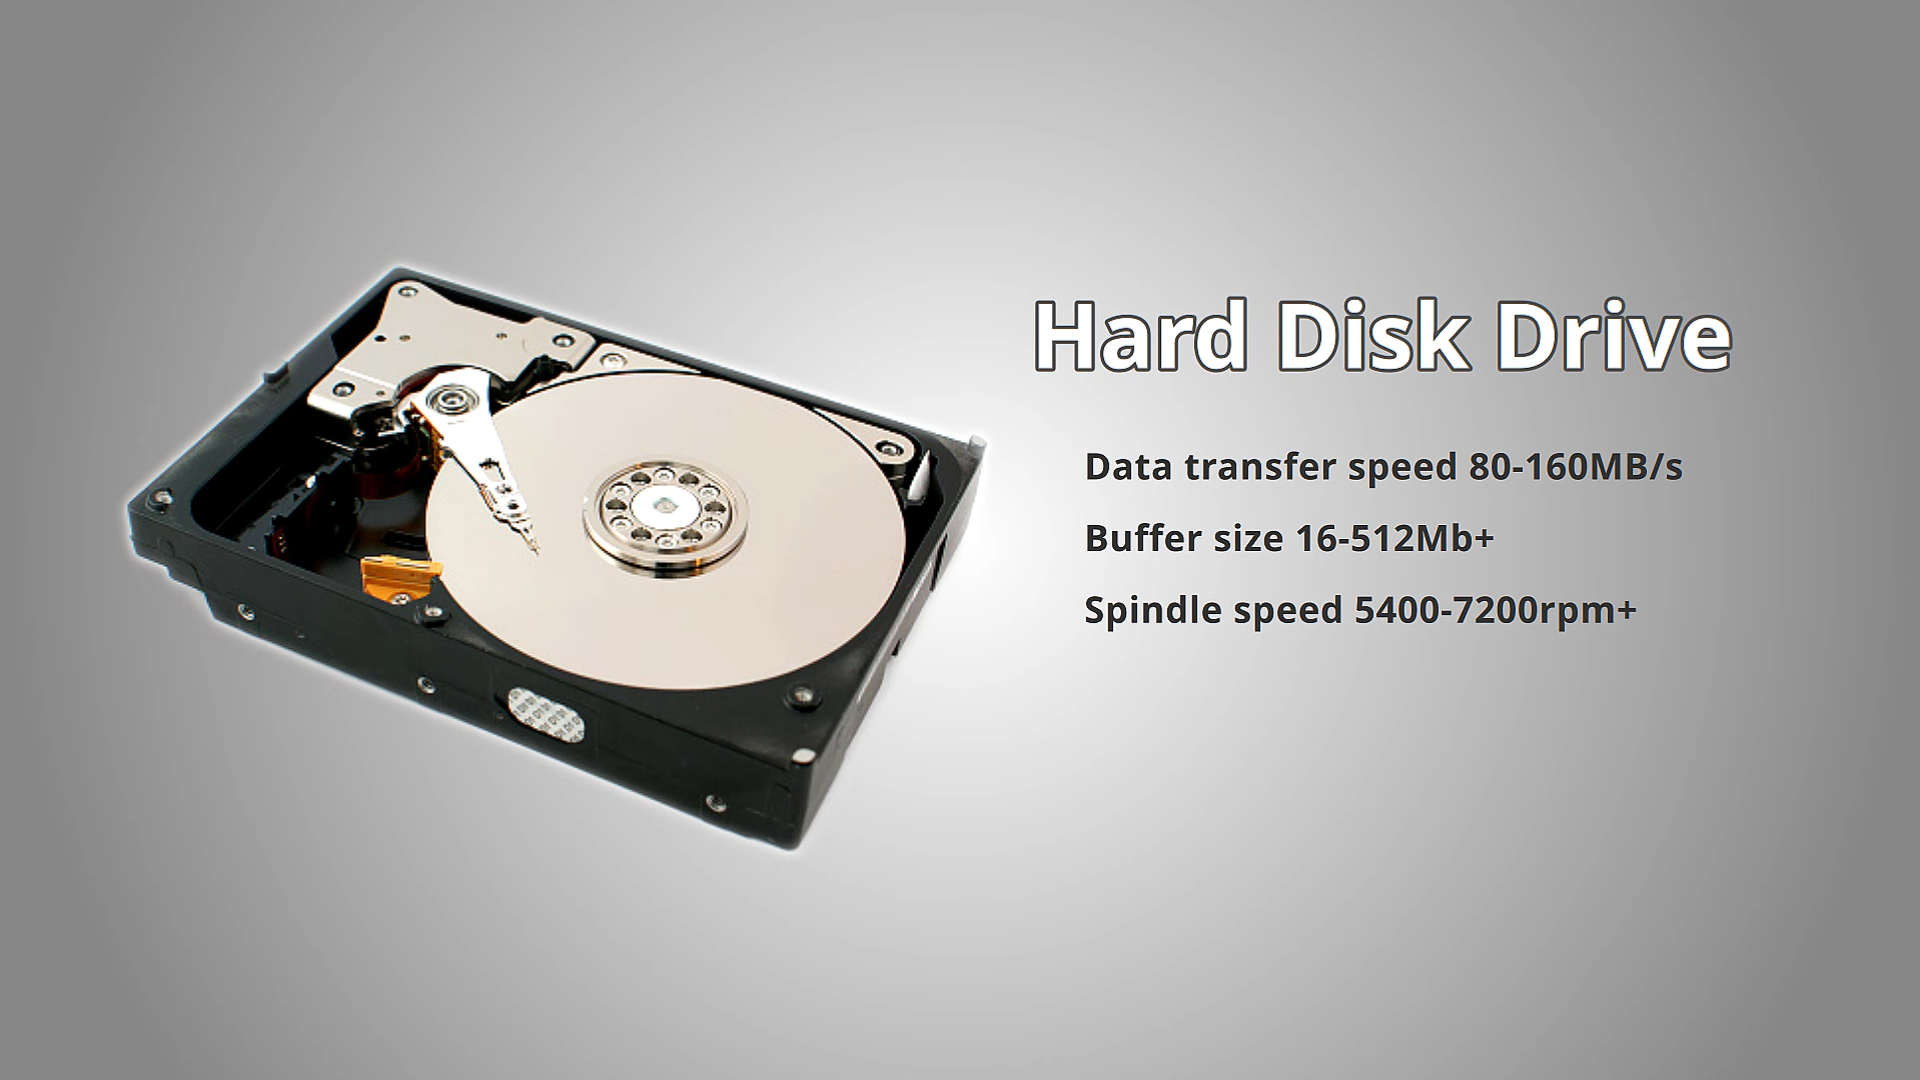 Hard Disk Drive
Data transfer speed 80-160MB/s
Buffer size 16-512Mb+
Spindle speed 5400-7200rpm+